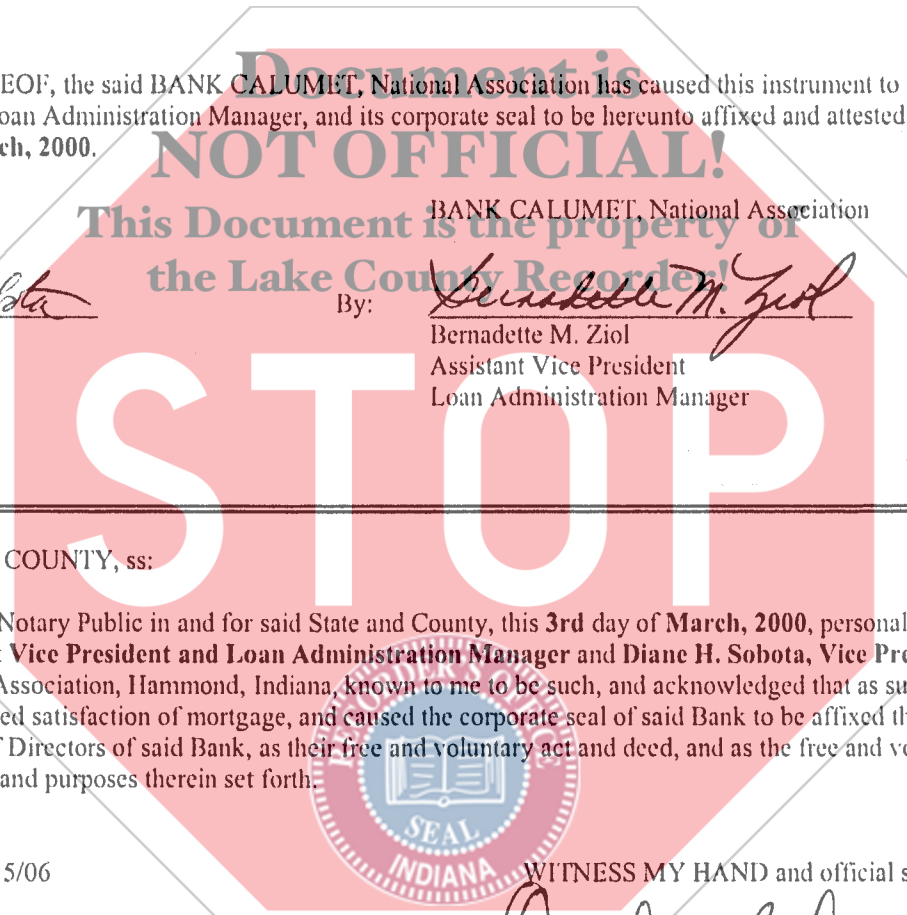 Document is
EOF, the said BANK CALUMET, National Association has caused this instrument to
oan Administration Manager, and its corporate seal to be hereunto affixed and attested
ch, 2000.
NOT OFFICIAL!
BANK CALUMET, National Association
This Document is the property of
the Lake County Recorder!
By: Bernadette M. Ziol
Bernadette M. Ziol
Assistant Vice President
Loan Administration Manager
STOP
COUNTY, ss:
Notary Public in and for said State and County, this 3rd day of March, 2000, personal
Vice President and Loan Administration Manager and Diane H. Sobota, Vice Pre
Association, Hammond, Indiana, known to me to be such, and acknowledged that as su
ed satisfaction of mortgage, and caused the corporate seal of said Bank to be affixed th
Directors of said Bank, as their free and voluntary act and deed, and as the free and vo
and purposes therein set forth.
RECORDER'S OFFICE
SEAL
INDIANA
5/06
WITNESS MY HAND and official s